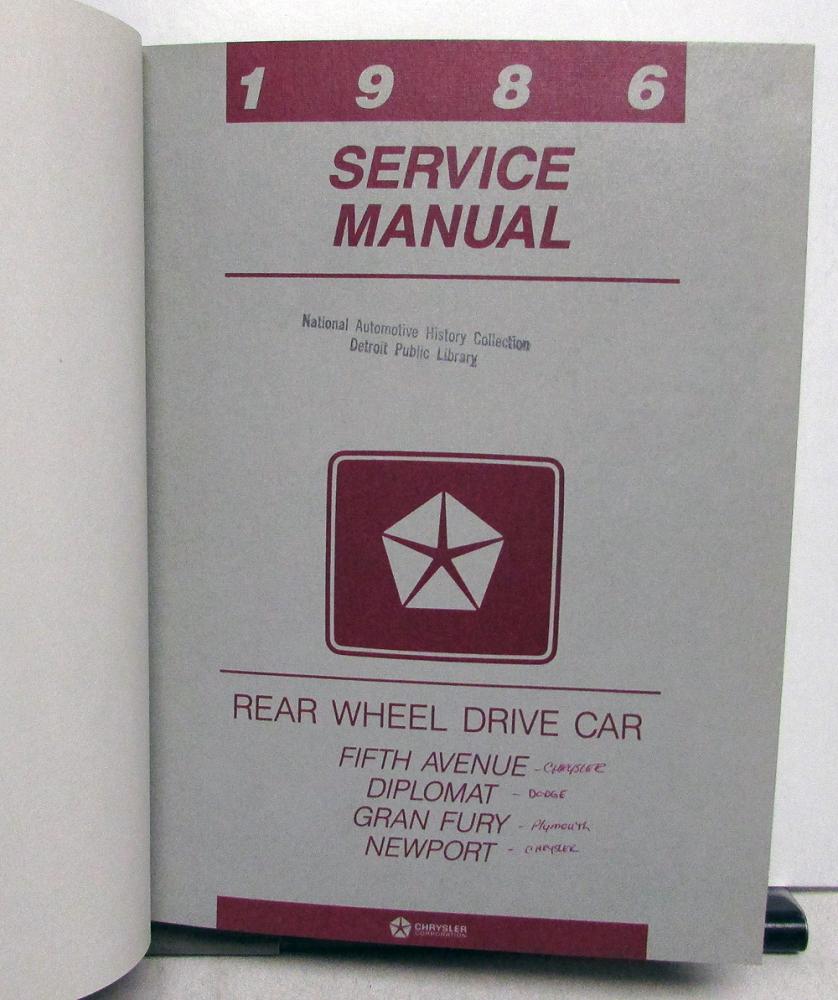 1 9 8 6
SERVICE
MANUAL
National Automotive History Collection
Detroit Public Library
REAR WHEEL DRIVE CAR
FIFTH AVENUE - CHRYSLER
DIPLOMAT - DODGE
GRAN FURY - Plymouth
NEWPORT - CHRYSLER
CHRYSLER
CORPORATION